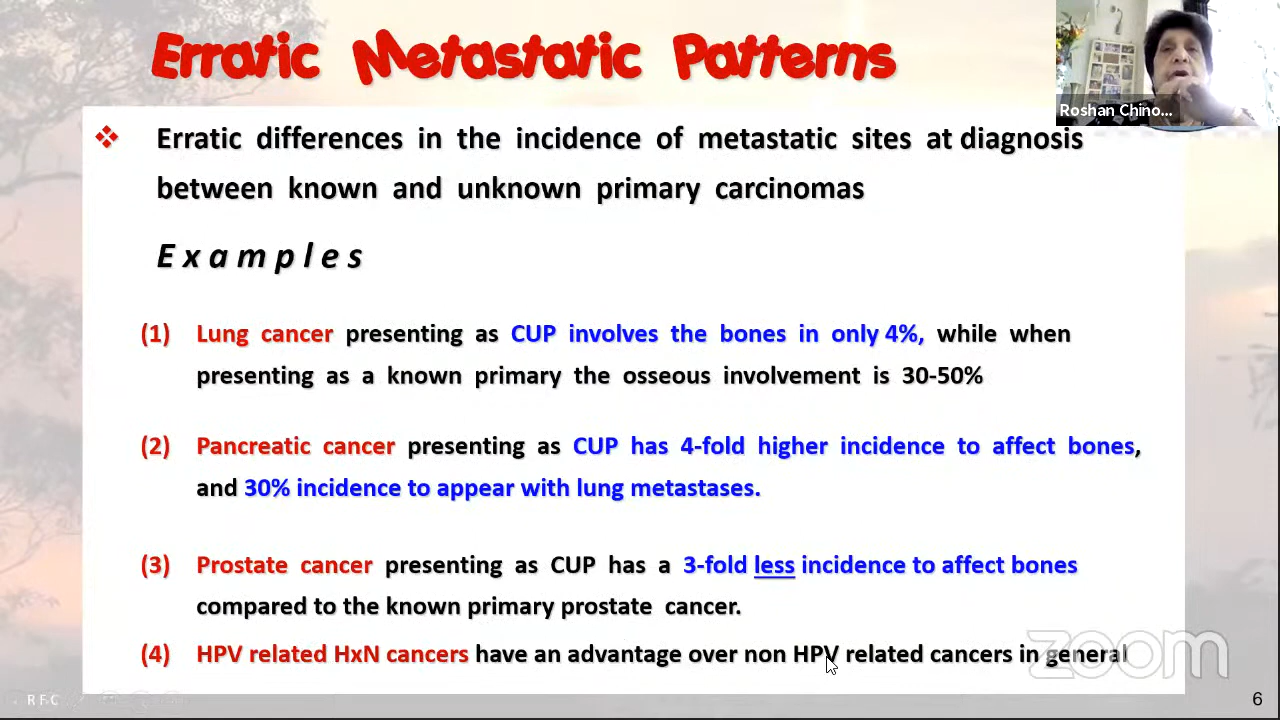 Erratic Metastatic Patterns
Roshan Chino...
❖ Erratic differences in the incidence of metastatic sites at diagnosis
between known and unknown primary carcinomas
Examples
(1) Lung cancer presenting as CUP involves the bones in only 4%, while when
presenting as a known primary the osseous involvement is 30-50%
(2) Pancreatic cancer presenting as CUP has 4-fold higher incidence to affect bones,
and 30% incidence to appear with lung metastases.
(3) Prostate cancer presenting as CUP has a 3-fold less incidence to affect bones
compared to the known primary prostate cancer.
(4) HPV related HxN cancers have an advantage over non HPV related cancers in general
zoom
RFC
6